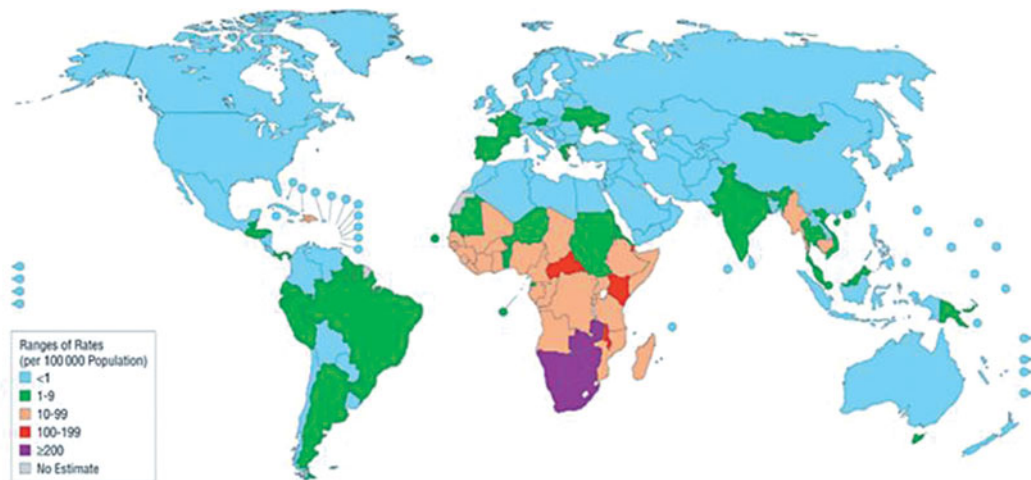 Ranges of Rates
(per 100 000 Population)
<1
1-9
10-99
100-199
≥200
No Estimate